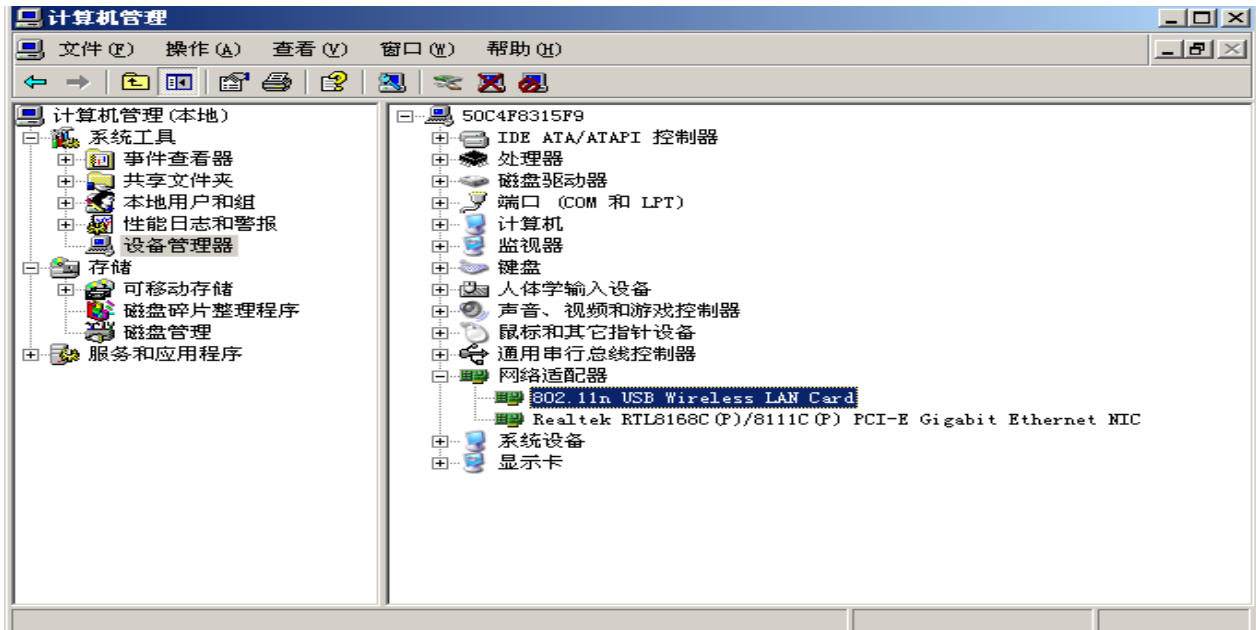 计算机管理
文件(F) 操作(A) 查看(V) 窗口(W) 帮助(H)
计算机管理(本地)
系统工具
事件查看器
共享文件夹
本地用户和组
性能日志和警报
设备管理器
存储
可移动存储
磁盘碎片整理程序
磁盘管理
服务和应用程序
50C4F8315F9
IDE ATA/ATAPI 控制器
处理器
磁盘驱动器
端口 (COM 和 LPT)
计算机
监视器
键盘
人体学输入设备
声音、视频和游戏控制器
鼠标和其它指针设备
通用串行总线控制器
网络适配器
802.11n USB Wireless LAN Card
Realtek RTL8168C(P)/8111C(P) PCI-E Gigabit Ethernet NIC
系统设备
显示卡